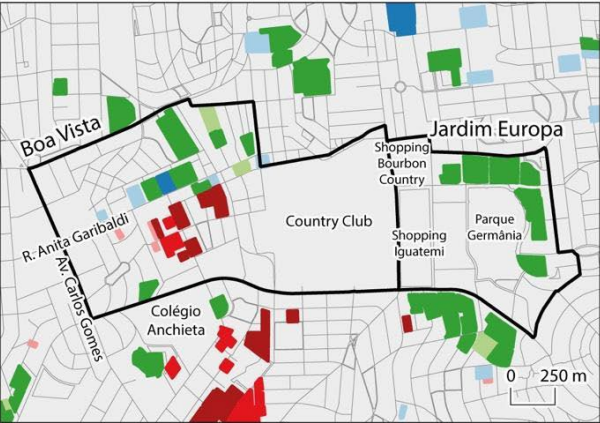 Boa Vista
Jardim Europa
Shopping
Bourbon
Country
R. Anita Garibaldi
Country Club
Parque
Germânia
Shopping
Iguatemi
Av. Carlos Gomes
Colégio
Anchieta
0 250 m